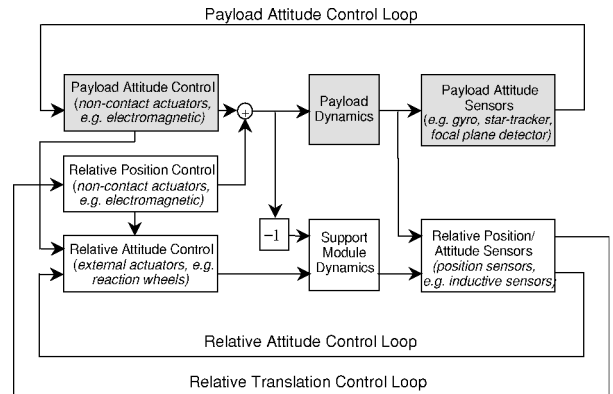 Payload Attitude Control Loop
Payload Attitude Control
(non-contact actuators,
e.g. electromagnetic)
+
Payload
Dynamics
Payload Attitude
Sensors
(e.g. gyro, star-tracker,
focal plane detector)
Relative Position Control
(non-contact actuators,
e.g. electromagnetic)
−1
Relative Attitude Control
(external actuators, e.g.
reaction wheels)
Support
Module
Dynamics
Relative Position/
Attitude Sensors
(position sensors,
e.g. inductive sensors)
Relative Attitude Control Loop
Relative Translation Control Loop